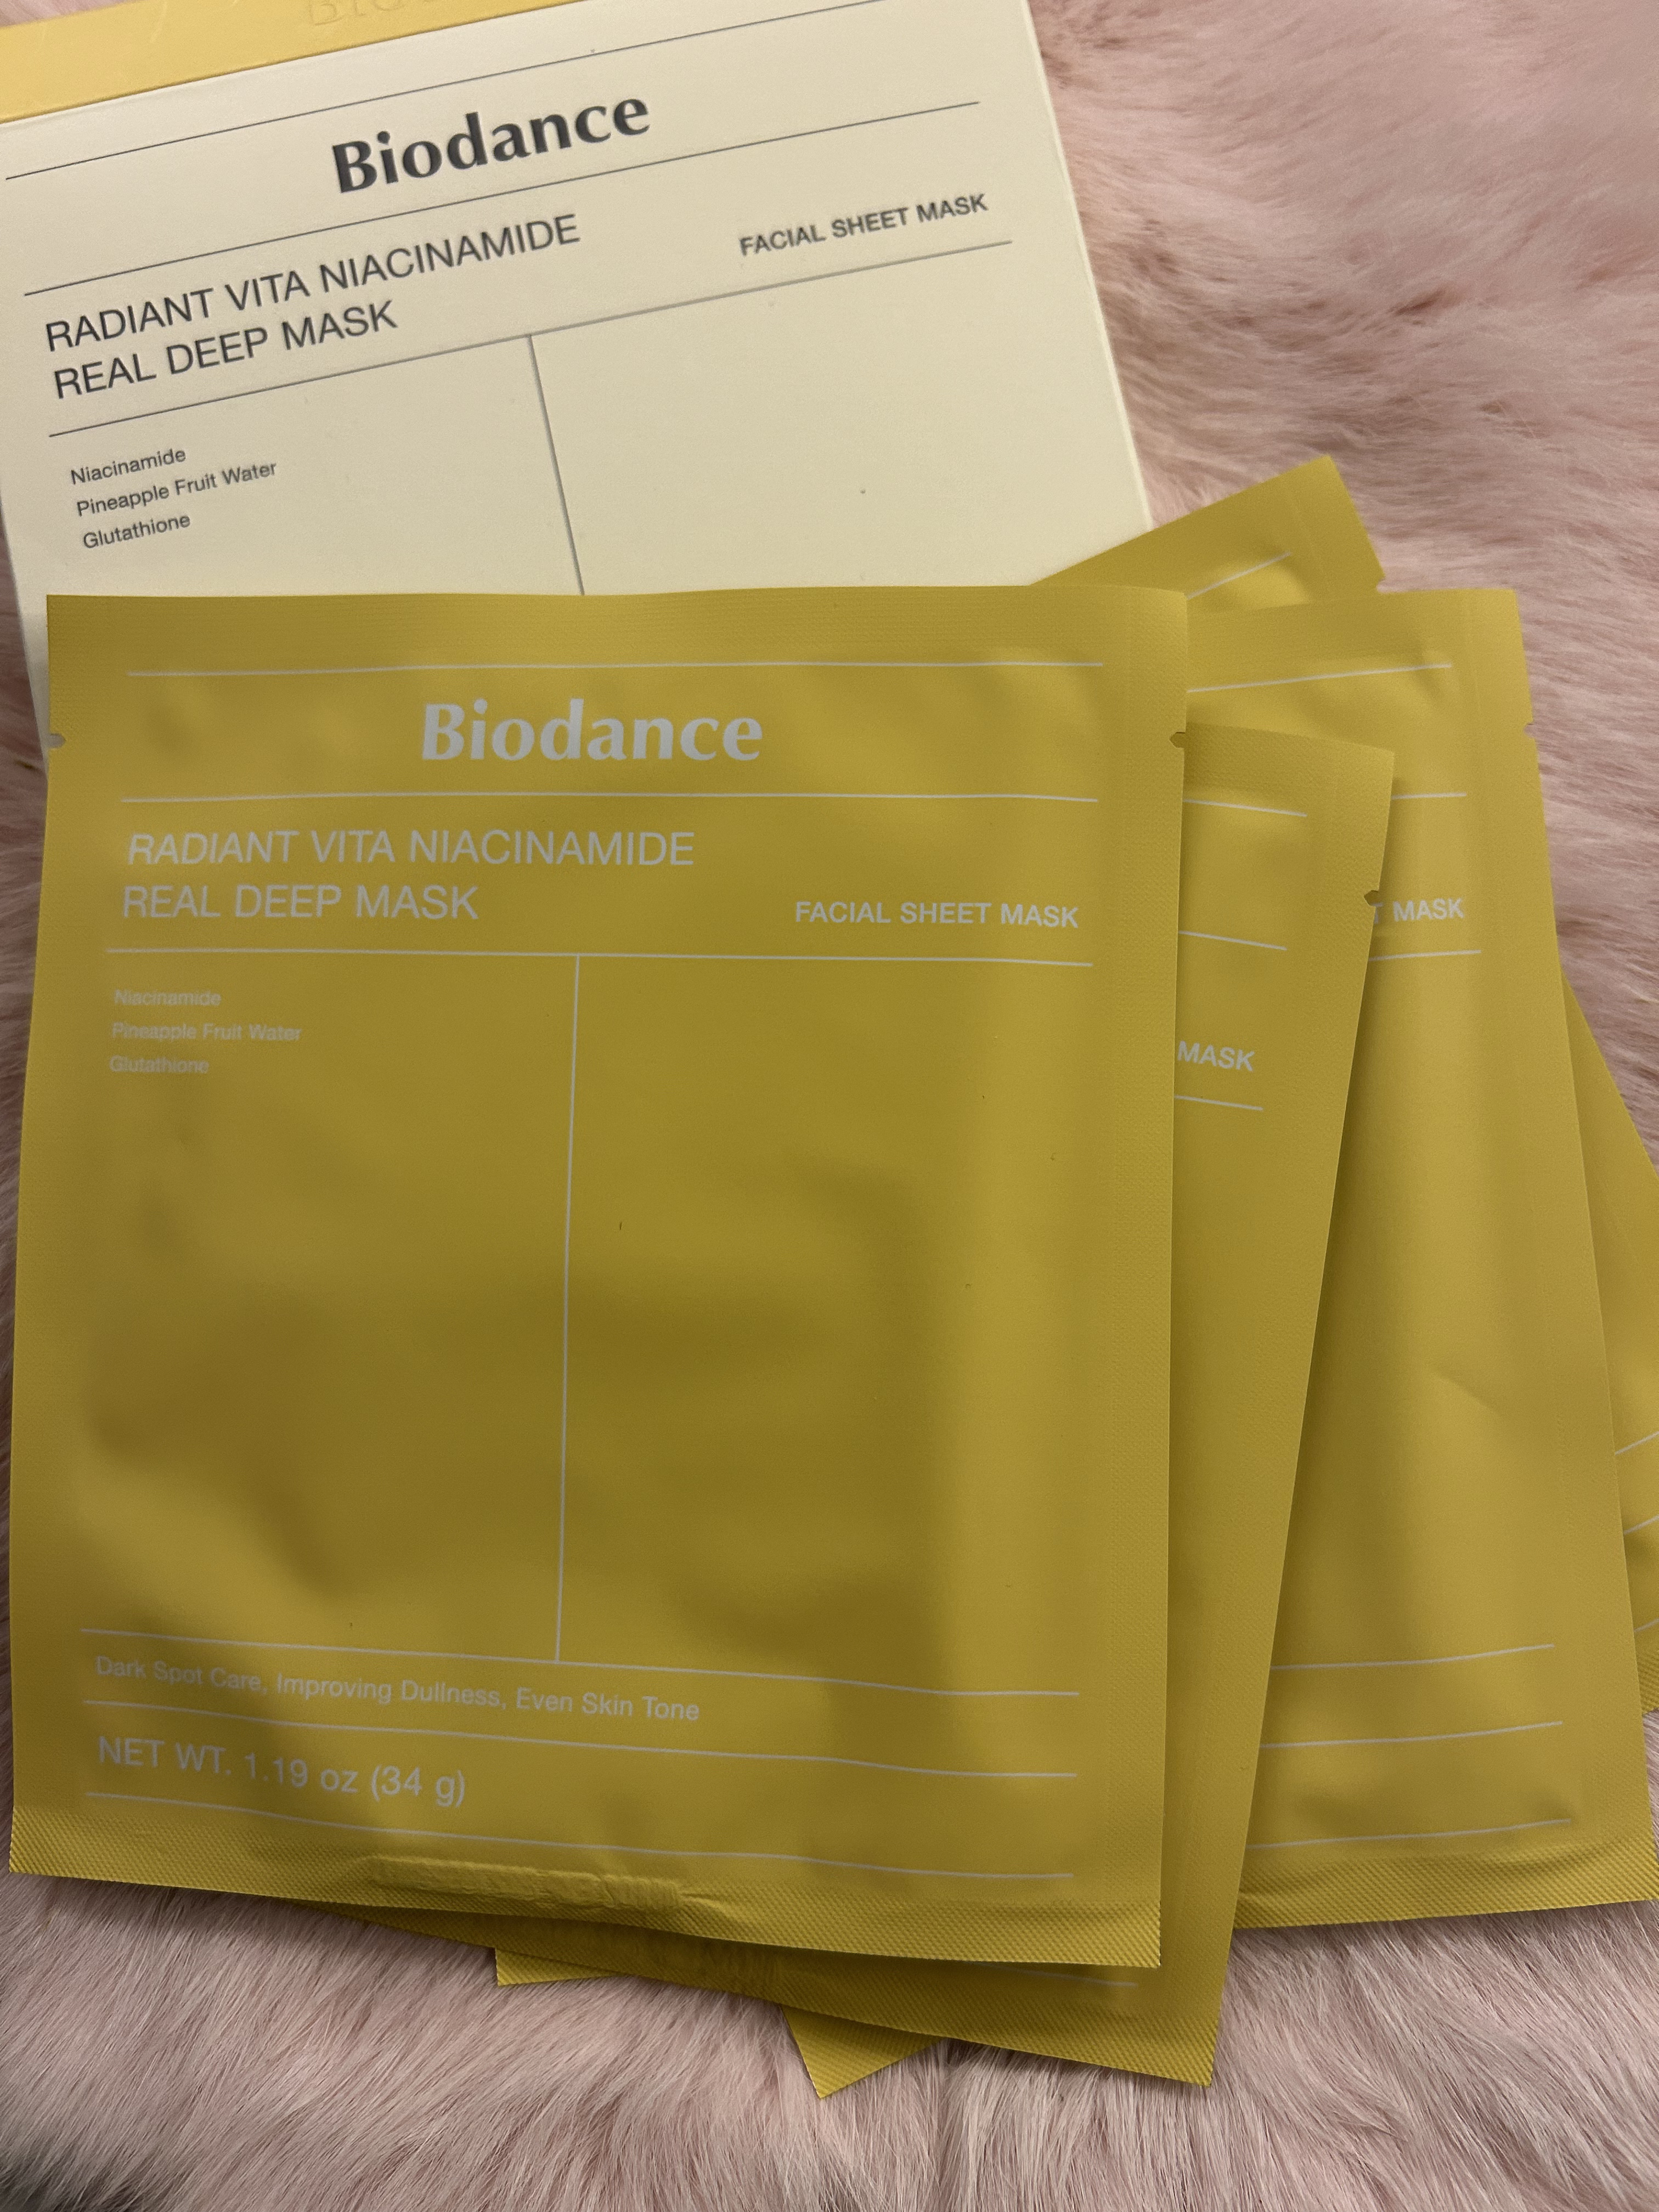 Biodance
RADIANT VITA NIACINAMIDE
REAL DEEP MASK
FACIAL SHEET MASK
Niacinamide
Pineapple Fruit Water
Glutathione
Biodance
RADIANT VITA NIACINAMIDE
REAL DEEP MASK
FACIAL SHEET MASK
Niacinamide
Pineapple Fruit Water
Glutathione
Dark Spot Care, Improving Dullness, Even Skin Tone
NET WT. 1.19 oz (34 g)
MASK
T MASK